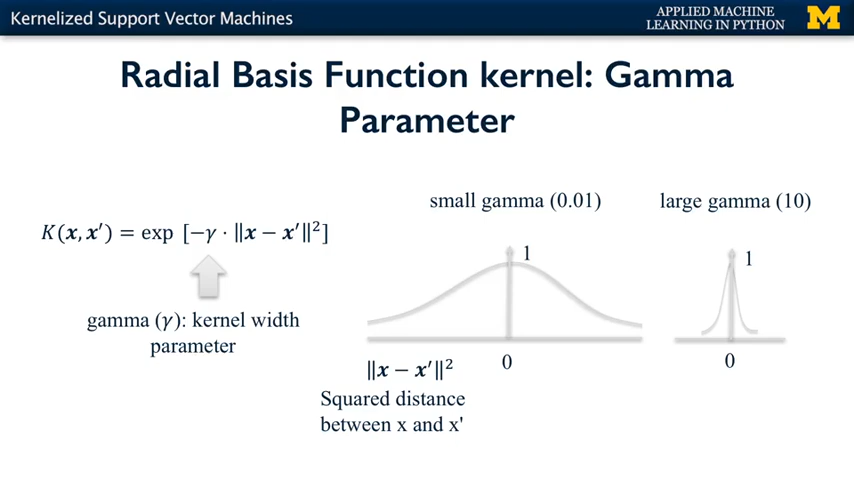 Kernelized Support Vector Machines
APPLIED MACHINE
LEARNING IN PYTHON
M
Radial Basis Function kernel: Gamma
Parameter
small gamma (0.01)
large gamma (10)
K(𝒙, 𝒙′) = exp [−γ · ‖𝒙 − 𝒙′‖²]
1
1
gamma (γ): kernel width
parameter
0
0
‖𝒙 − 𝒙′‖²
Squared distance
between x and x'